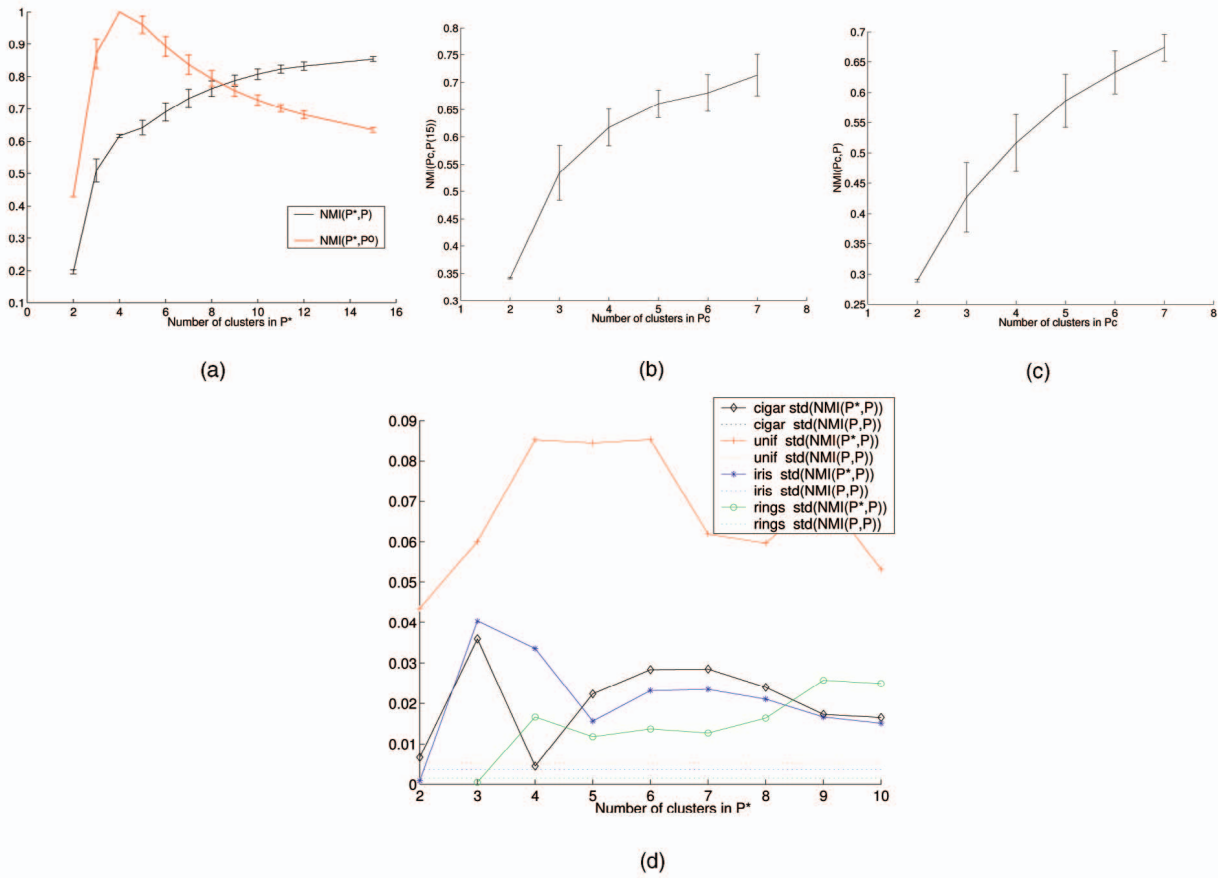 1
0.9
0.8
0.7
0.6
0.5
0.4
0.3
0.2
0.1
0 2 4 6 8 10 12 14 16
Number of clusters in P*
NMI(P*,P)
NMI(P*,Pº)
(a)
NMI(Pc,P(15))
0.8
0.75
0.7
0.65
0.6
0.55
0.5
0.45
0.4
0.35
0.3
1 2 3 4 5 6 7 8
Number of clusters in Pc
(b)
NMI(Pc,P)
0.7
0.65
0.6
0.55
0.5
0.45
0.4
0.35
0.3
0.25
1 2 3 4 5 6 7 8
Number of clusters in Pc
(c)
0.09
0.08
0.07
0.06
0.05
0.04
0.03
0.02
0.01
0
2 3 4 5 6 7 8 9 10
Number of clusters in P*
cigar std(NMI(P*,P))
cigar std(NMI(P,P))
unif std(NMI(P*,P))
unif std(NMI(P,P))
iris std(NMI(P*,P))
iris std(NMI(P,P))
rings std(NMI(P*,P))
rings std(NMI(P,P))
(d)